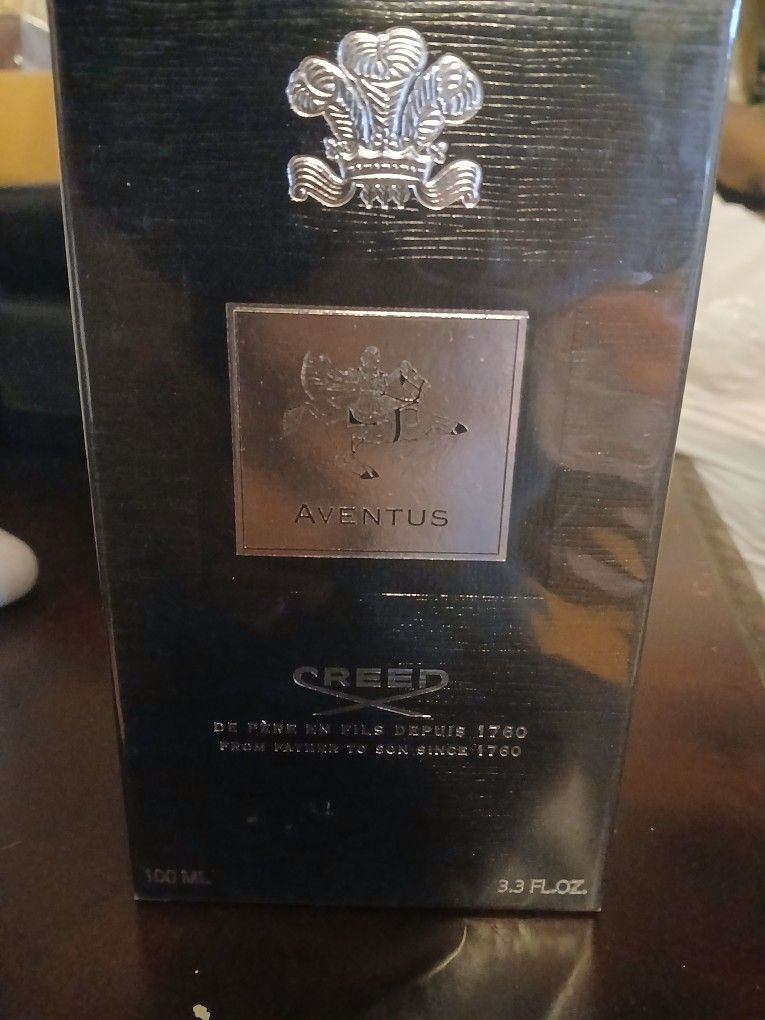 AVENTUS
CREED
DE PÈRE EN FILS DEPUIS 1760
FROM FATHER TO SON SINCE 1760
100 ML
3.3 FL.OZ.